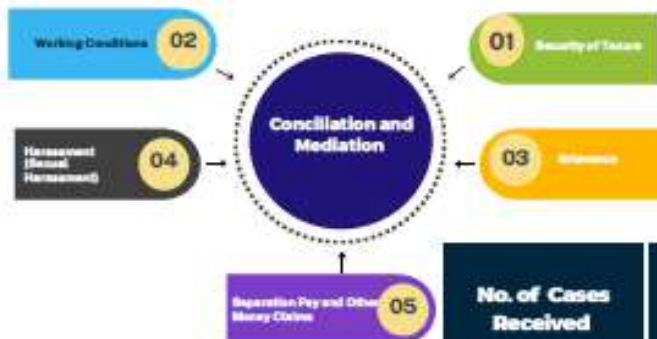 Working Conditions
02
01
Security of Tenure
Conciliation and
Mediation
Harassment
(Sexual
Harassment)
04
03
Grievance
Separation Pay and Other
Money Claims
05
No. of Cases
Received